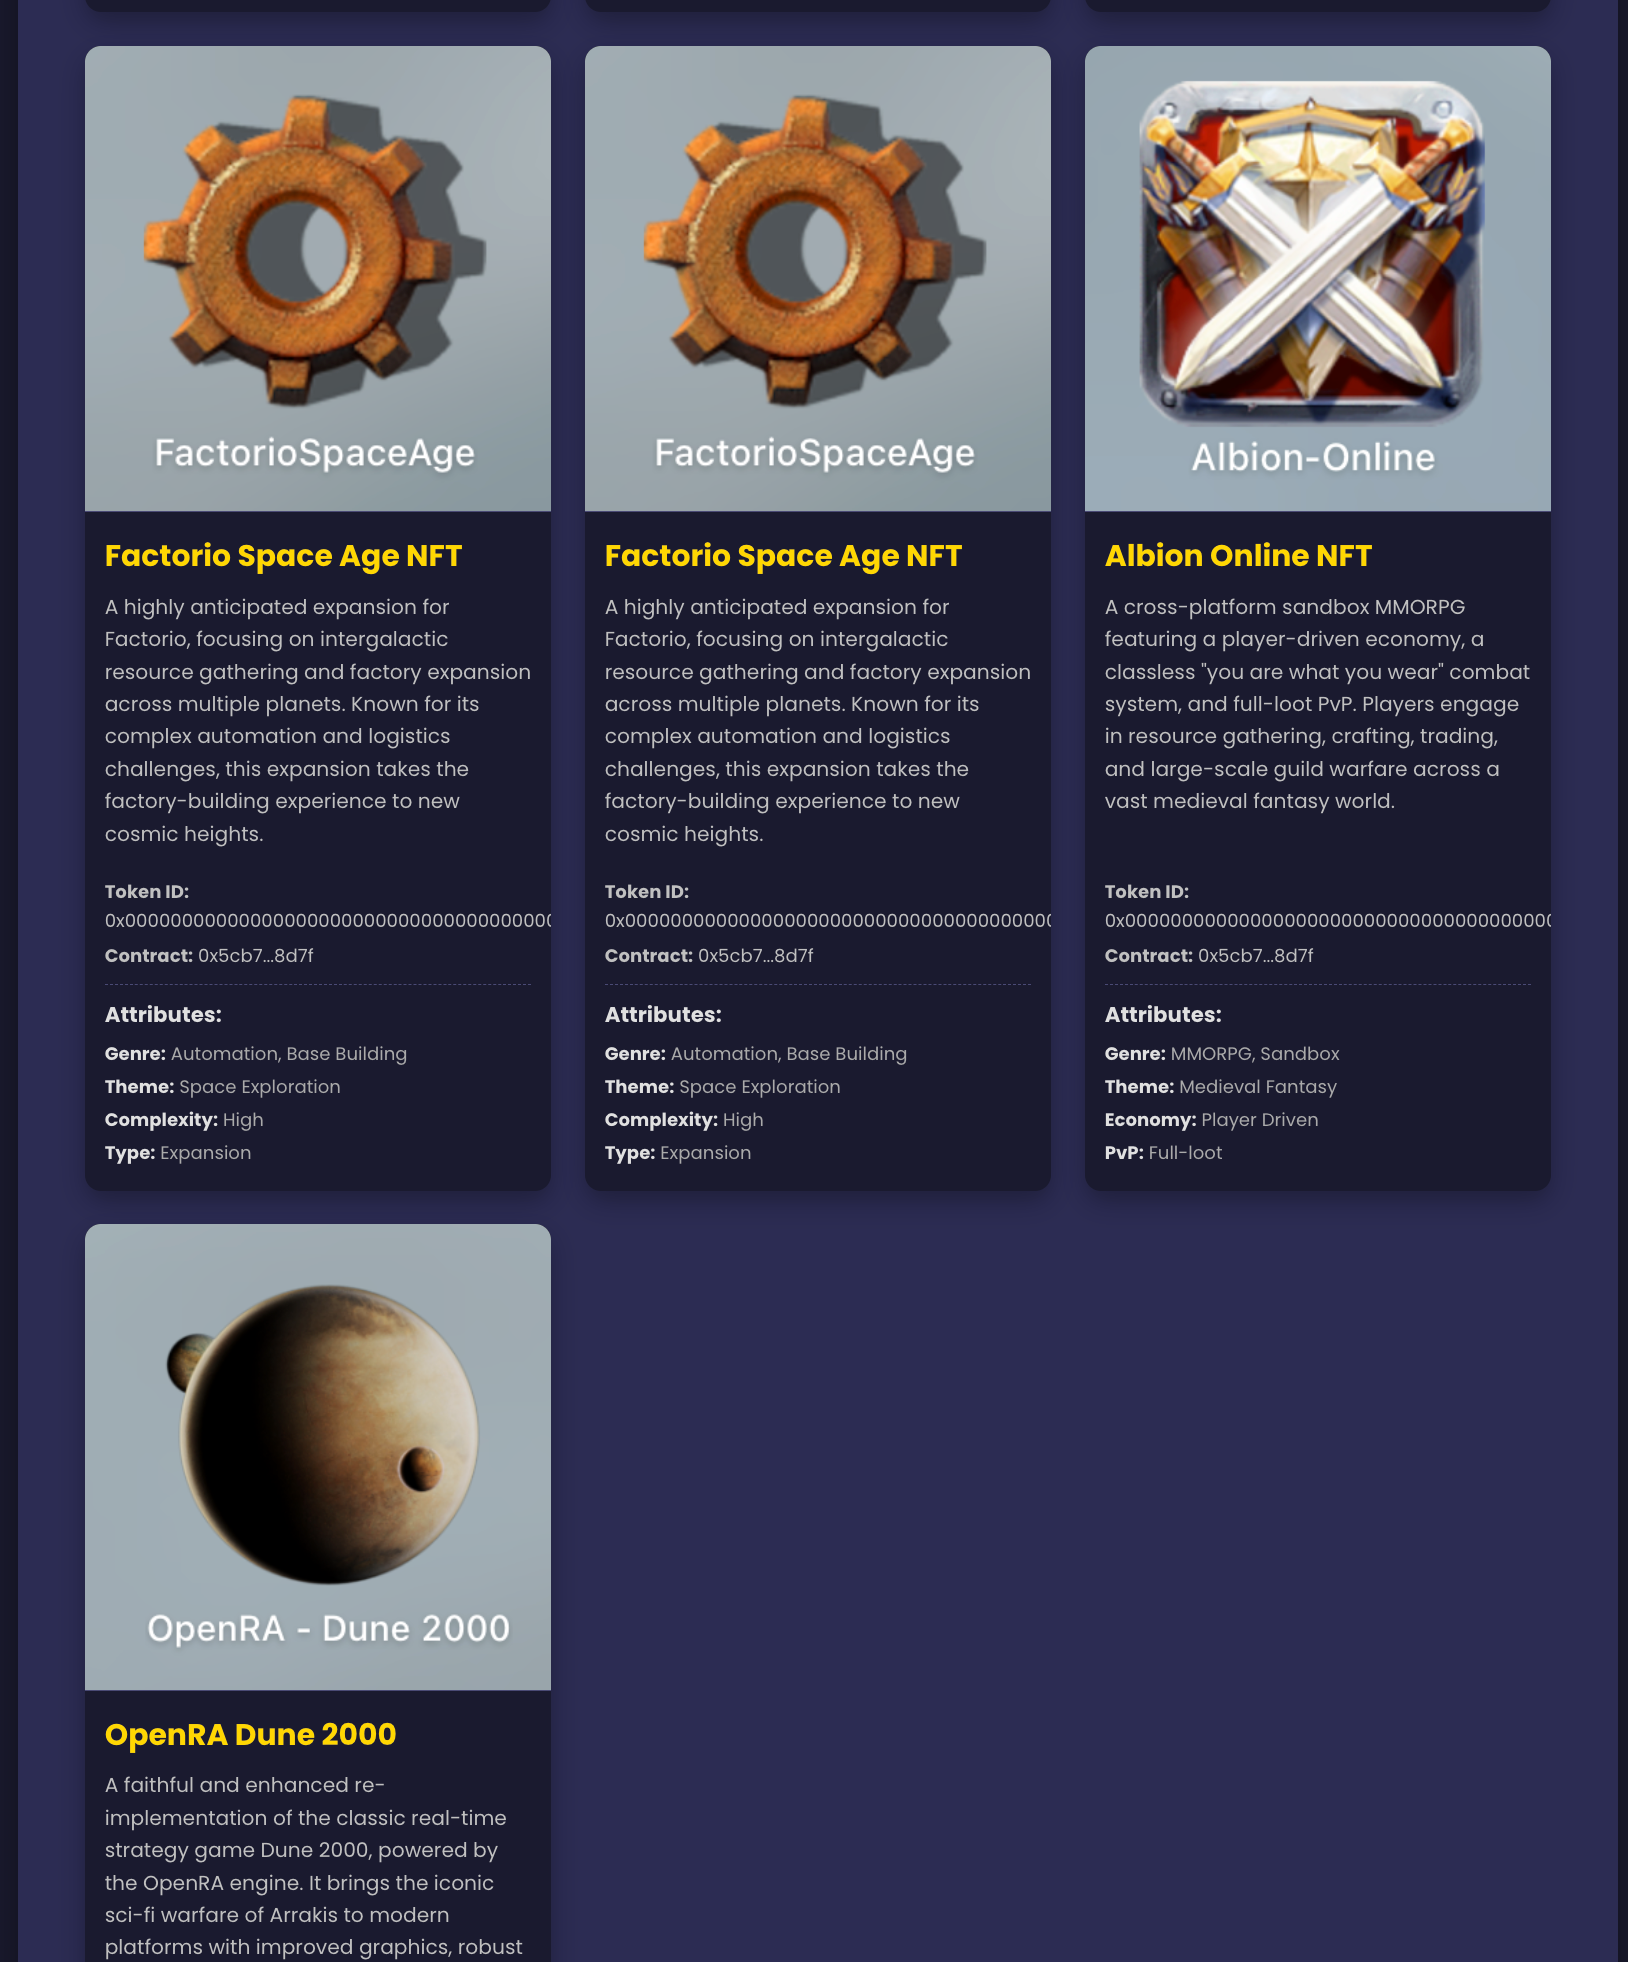 FactorioSpaceAge
Factorio Space Age NFT
A highly anticipated expansion for
Factorio, focusing on intergalactic
resource gathering and factory expansion
across multiple planets. Known for its
complex automation and logistics
challenges, this expansion takes the
factory-building experience to new
cosmic heights.
Token ID:
0x00000000000000000000000000000000000000
Contract: 0x5cb7...8d7f
Attributes:
Genre: Automation, Base Building
Theme: Space Exploration
Complexity: High
Type: Expansion
FactorioSpaceAge
Factorio Space Age NFT
A highly anticipated expansion for
Factorio, focusing on intergalactic
resource gathering and factory expansion
across multiple planets. Known for its
complex automation and logistics
challenges, this expansion takes the
factory-building experience to new
cosmic heights.
Token ID:
0x00000000000000000000000000000000000000
Contract: 0x5cb7...8d7f
Attributes:
Genre: Automation, Base Building
Theme: Space Exploration
Complexity: High
Type: Expansion
Albion-Online
Albion Online NFT
A cross-platform sandbox MMORPG
featuring a player-driven economy, a
classless "you are what you wear" combat
system, and full-loot PvP. Players engage
in resource gathering, crafting, trading,
and large-scale guild warfare across a
vast medieval fantasy world.
Token ID:
0x00000000000000000000000000000000000000
Contract: 0x5cb7...8d7f
Attributes:
Genre: MMORPG, Sandbox
Theme: Medieval Fantasy
Economy: Player Driven
PvP: Full-loot
OpenRA - Dune 2000
OpenRA Dune 2000
A faithful and enhanced re-
implementation of the classic real-time
strategy game Dune 2000, powered by
the OpenRA engine. It brings the iconic
sci-fi warfare of Arrakis to modern
platforms with improved graphics, robust